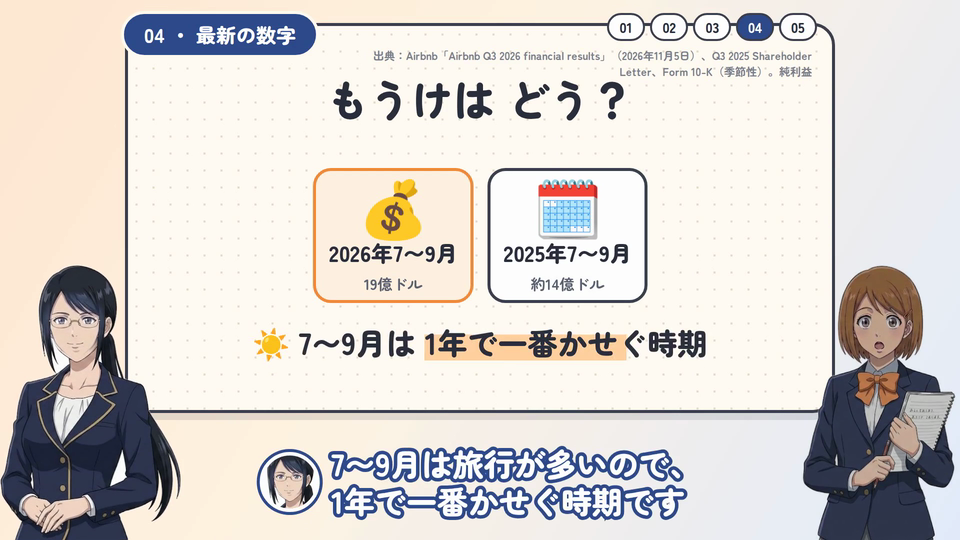 04 ・ 最新の数字
01 02 03 04 05
出典：Airbnb「Airbnb Q3 2026 financial results」（2026年11月5日）、Q3 2025 Shareholder
Letter、Form 10-K（季節性）。純利益
もうけは どう？
2026年7〜9月
19億ドル
2025年7〜9月
約14億ドル
7〜9月は 1年で一番かせぐ時期
7〜9月は旅行が多いので、
1年で一番かせぐ時期です